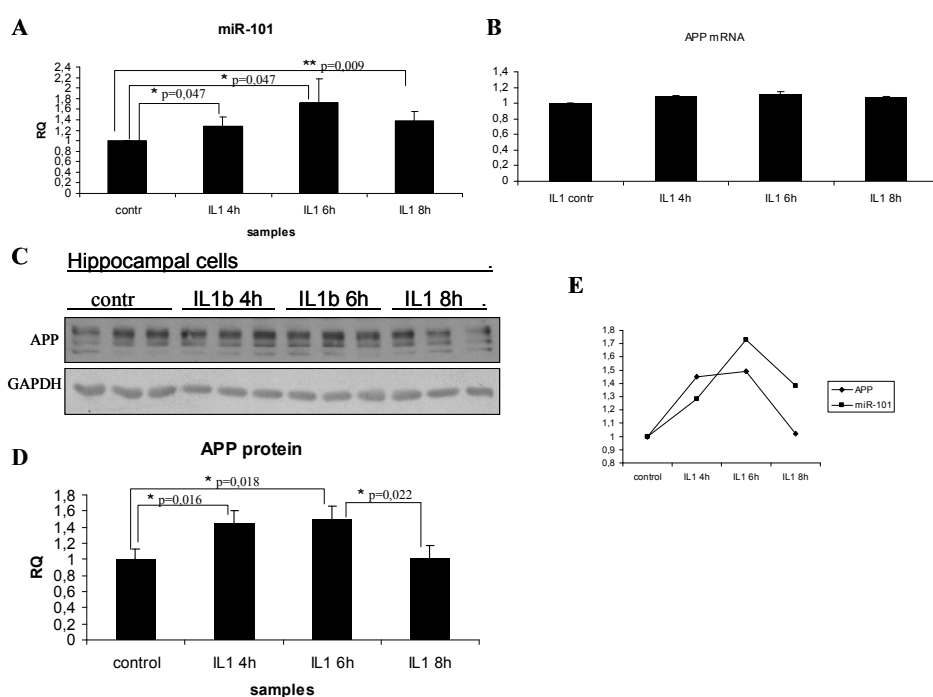 A
miR-101
** p=0,009
* p=0,047
* p=0,047
2,4
2,2
2
1,8
1,6
1,4
1,2
1
0,8
0,6
0,4
0,2
0
RQ
contr IL1 4h IL1 6h IL1 8h
samples
B
APP mRNA
1,4
1,2
1
0,8
0,6
0,4
0,2
0
IL1 contr IL1 4h IL1 6h IL1 8h
C
Hippocampal cells .
contr IL1b 4h IL1b 6h IL1 8h .
APP
GAPDH
D
APP protein
* p=0,018
* p=0,016
* p=0,022
1,8
1,6
1,4
1,2
1
0,8
0,6
0,4
0,2
0
RQ
control IL1 4h IL1 6h IL1 8h
samples
E
1,8
1,7
1,6
1,5
1,4
1,3
1,2
1,1
1
0,9
0,8
control IL1 4h IL1 6h IL1 8h
APP
miR-101